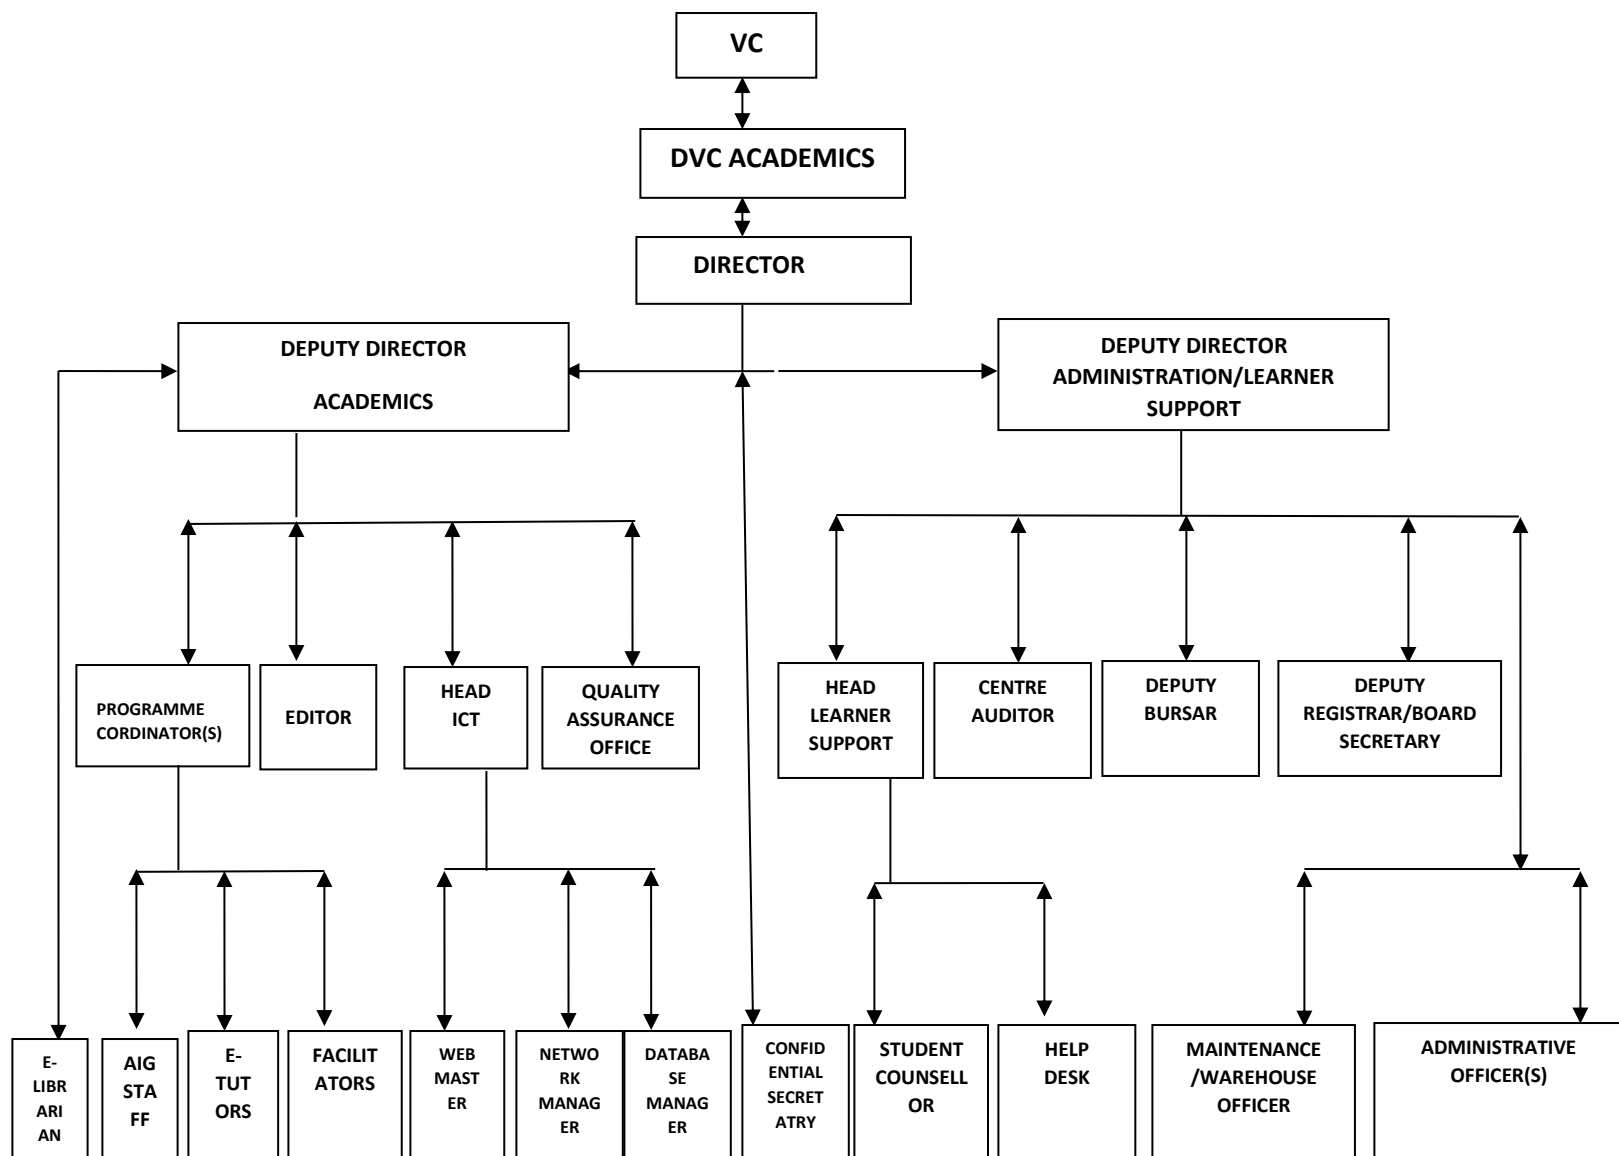 VC
DVC ACADEMICS
DIRECTOR
DEPUTY DIRECTOR
ACADEMICS
DEPUTY DIRECTOR
ADMINISTRATION/LEARNER
SUPPORT
PROGRAMME
CORDINATOR(S)
EDITOR
HEAD
ICT
QUALITY
ASSURANCE
OFFICE
HEAD
LEARNER
SUPPORT
CENTRE
AUDITOR
DEPUTY
BURSAR
DEPUTY
REGISTRAR/BOARD
SECRETARY
E-
LIBR
ARI
AN
AIG
STA
FF
E-
TUT
ORS
FACILIT
ATORS
WEB
MAST
ER
NETWO
RK
MANAG
ER
DATABA
SE
MANAG
ER
CONFID
ENTIAL
SECRET
ATRY
STUDENT
COUNSELL
OR
HELP
DESK
MAINTENANCE
/WAREHOUSE
OFFICER
ADMINISTRATIVE
OFFICER(S)